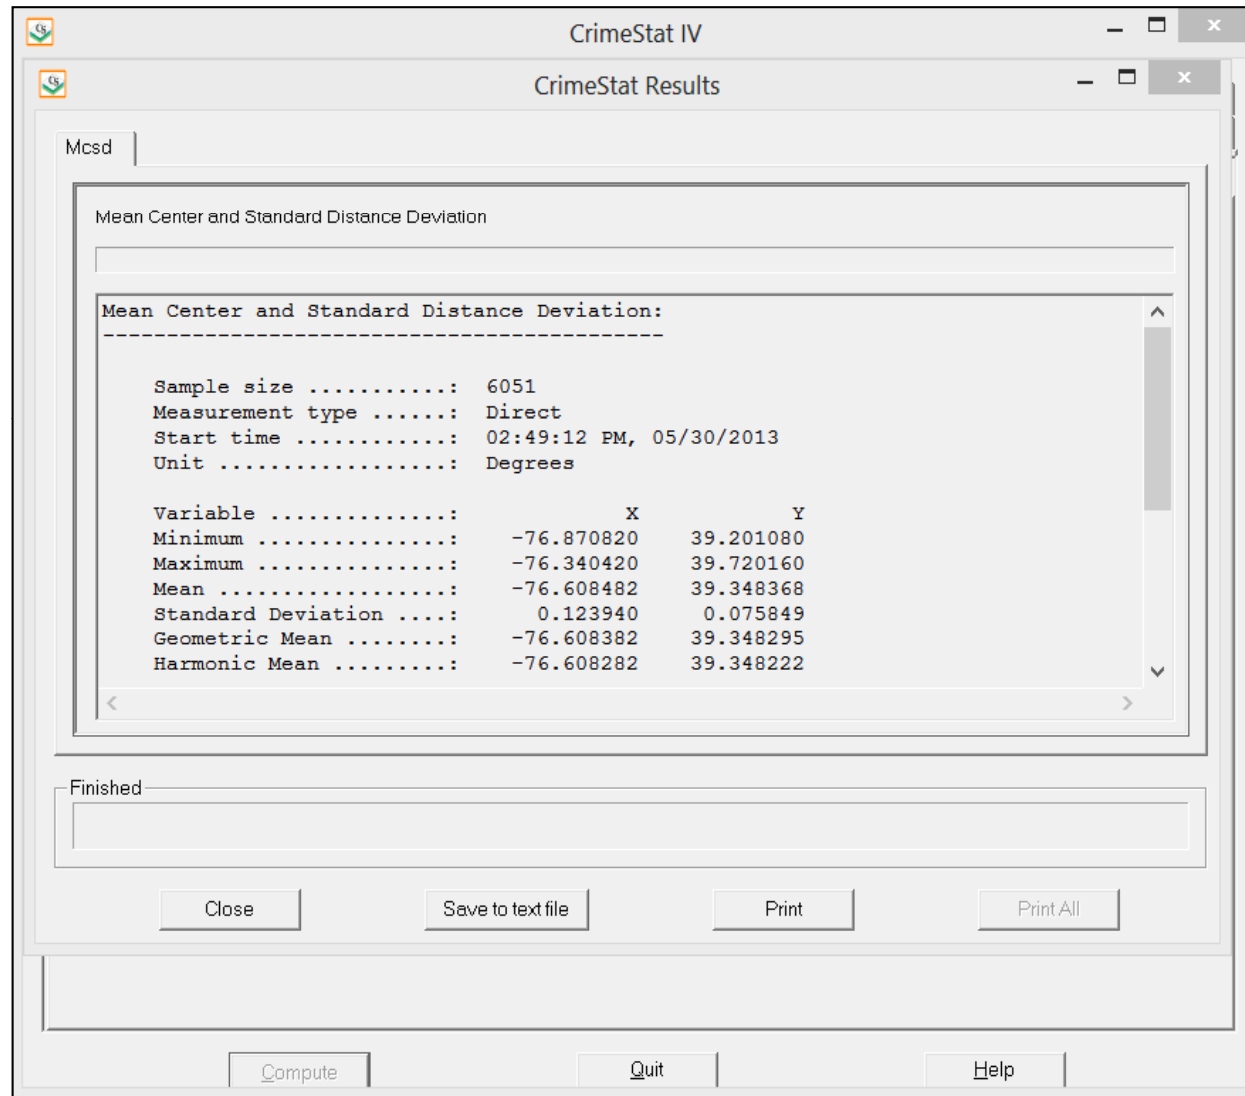 CrimeStat IV
CrimeStat Results
Mcsd
Mean Center and Standard Distance Deviation
Mean Center and Standard Distance Deviation:
--------------------------------------------
Sample size ...........: 6051
Measurement type ......: Direct
Start time ............: 02:49:12 PM, 05/30/2013
Unit ..................: Degrees
Variable ..............: X Y
Minimum ...............: -76.870820 39.201080
Maximum ...............: -76.340420 39.720160
Mean ..................: -76.608482 39.348368
Standard Deviation ....: 0.123940 0.075849
Geometric Mean ........: -76.608382 39.348295
Harmonic Mean .........: -76.608282 39.348222
Finished
Close Save to text file Print Print All
Compute Quit Help